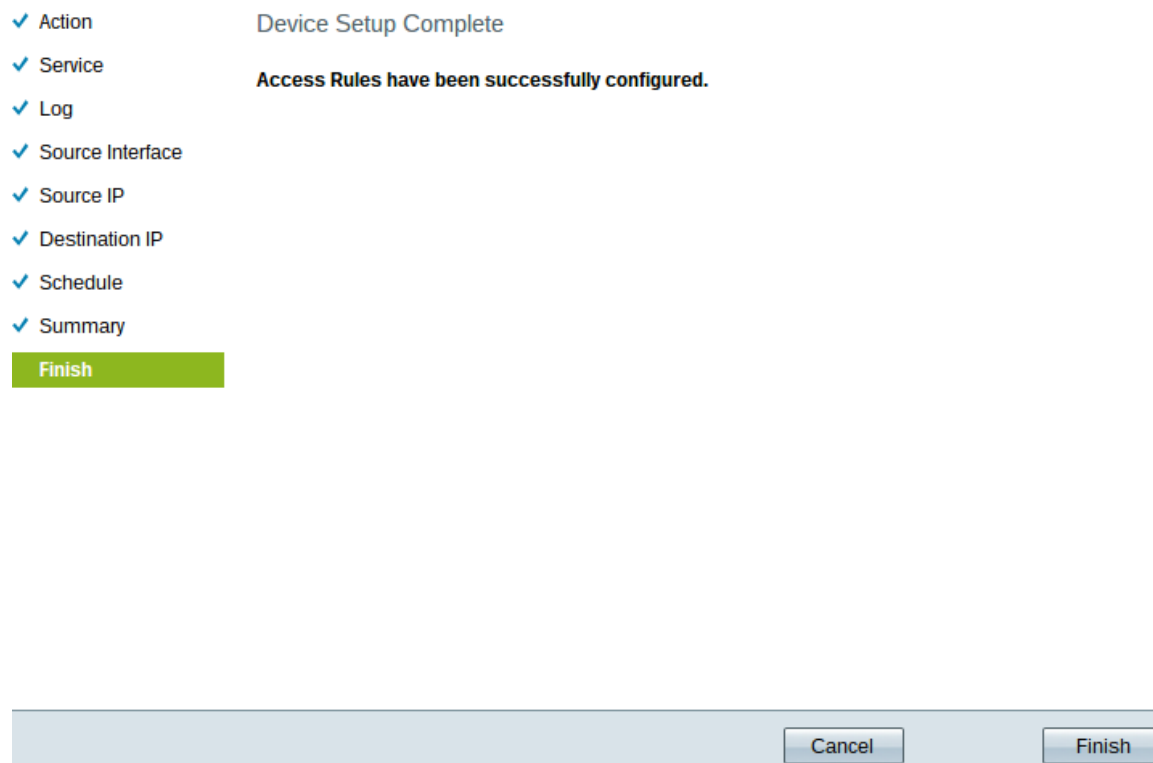 Action
Service
Log
Source Interface
Source IP
Destination IP
Schedule
Summary
Finish
Device Setup Complete
Access Rules have been successfully configured.
Cancel
Finish